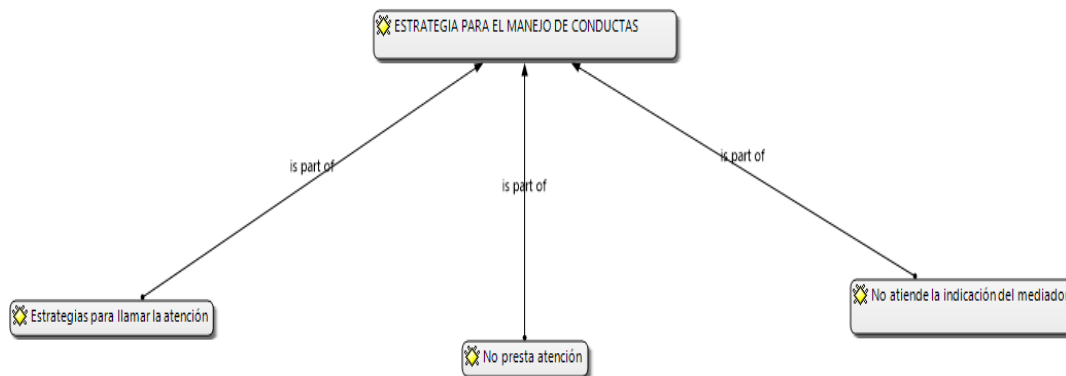 ESTRATEGIA PARA EL MANEJO DE CONDUCTAS
is part of
is part of
is part of
Estrategias para llamar la atención
No presta atención
No atiende la indicación del mediador